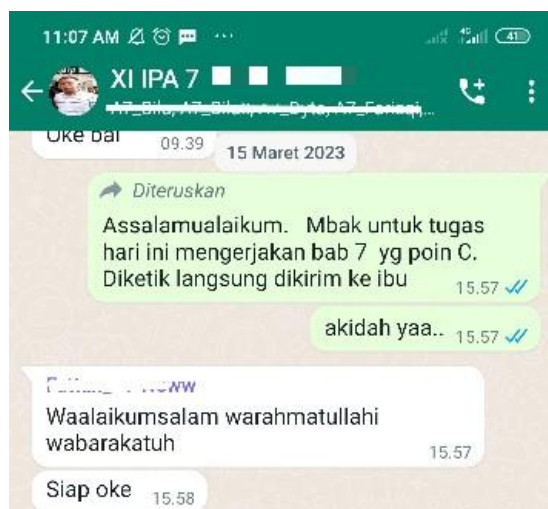 11:07 AM
41
XI IPA 7
Oke bai 09.39
15 Maret 2023
Diteruskan
Assalamualaikum. Mbak untuk tugas
hari ini mengerjakan bab 7 yg poin C.
Diketik langsung dikirim ke ibu 15.57
akidah yaa.. 15.57
Waalaikumsalam warahmatullahi
wabarakatuh 15.57
Siap oke 15.58